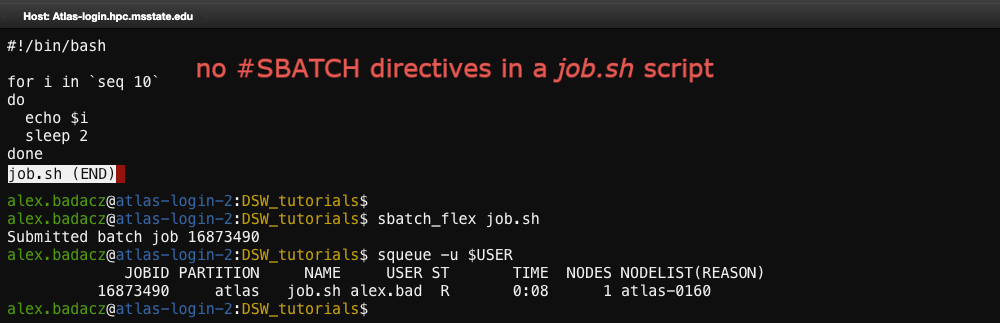 Host: Atlas-login.hpc.msstate.edu
#!/bin/bash
no #SBATCH directives in a job.sh script
for i in `seq 10`
do
  echo $i
  sleep 2
done
job.sh (END)
alex.badacz@atlas-login-2:DSW_tutorials$
alex.badacz@atlas-login-2:DSW_tutorials$ sbatch_flex job.sh
Submitted batch job 16873490
alex.badacz@atlas-login-2:DSW_tutorials$ squeue -u $USER
             JOBID PARTITION     NAME     USER ST       TIME  NODES NODELIST(REASON)
          16873490     atlas   job.sh alex.bad  R       0:08      1 atlas-0160
alex.badacz@atlas-login-2:DSW_tutorials$